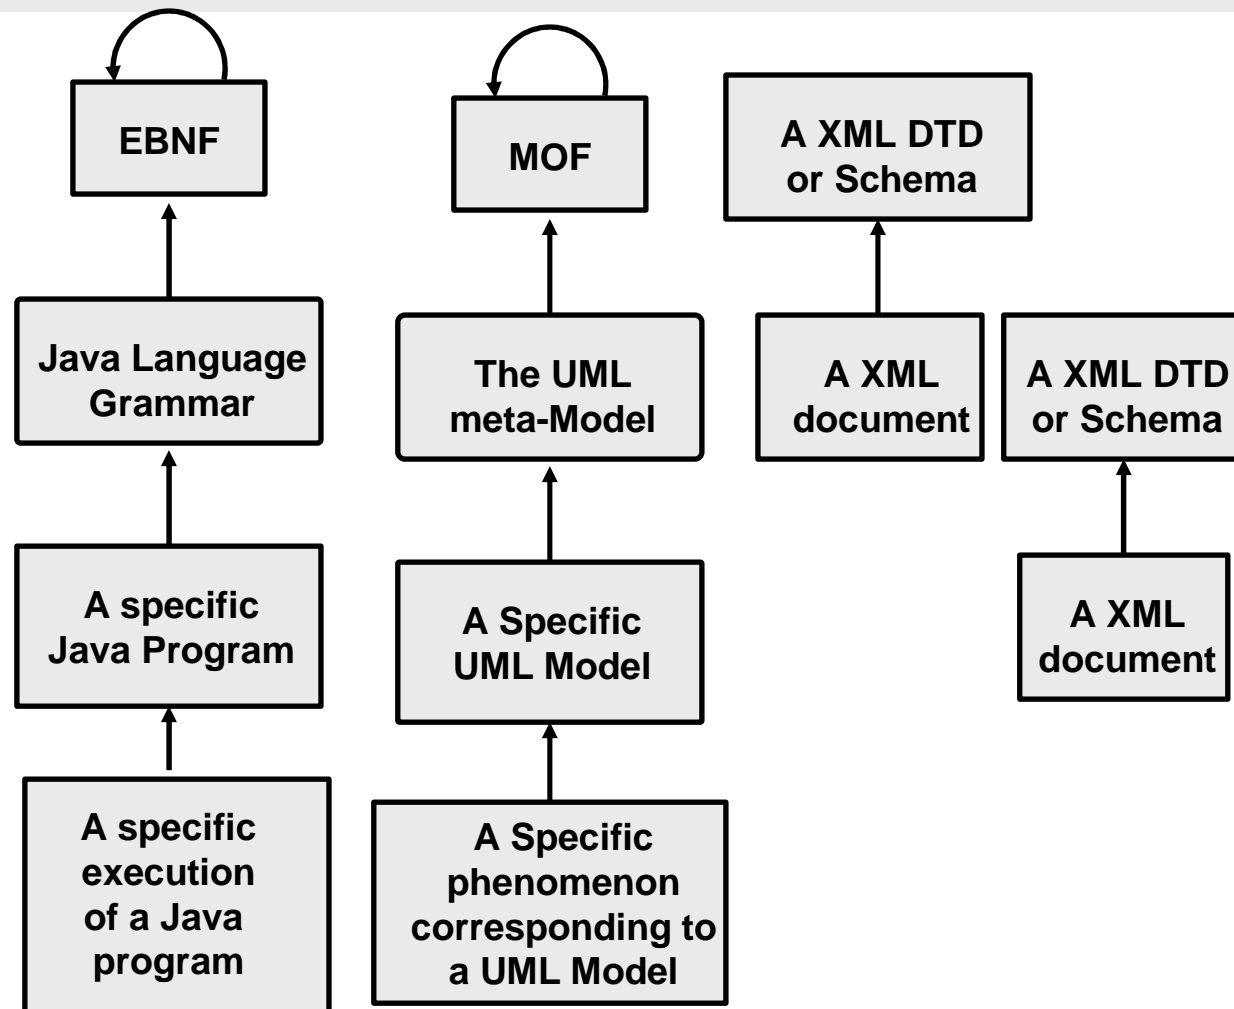 EBNF
Java Language
Grammar
A specific
Java Program
A specific
execution
of a Java
program
MOF
The UML
meta-Model
A Specific
UML Model
A Specific
phenomenon
corresponding to
a UML Model
A XML DTD
or Schema
A XML
document
A XML DTD
or Schema
A XML
document